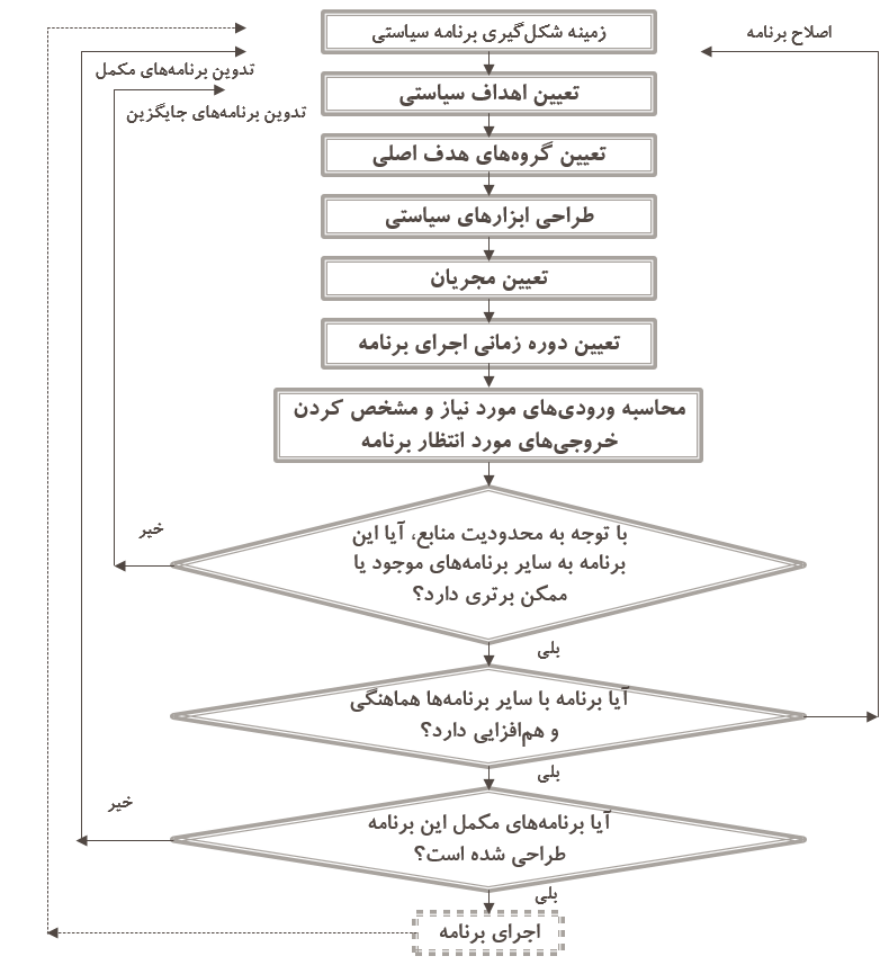 زمینه شکل‌گیری برنامه سیاستی
اصلاح برنامه
تدوین برنامه‌های مکمل
تعیین اهداف سیاستی
تدوین برنامه‌های جایگزین
تعیین گروه‌های هدف اصلی
طراحی ابزارهای سیاستی
تعیین مجریان
تعیین دوره زمانی اجرای برنامه
محاسبه ورودی‌های مورد نیاز و مشخص کردن
خروجی‌های مورد انتظار برنامه
با توجه به محدودیت منابع، آیا این
برنامه به سایر برنامه‌های موجود یا
ممکن برتری دارد؟
خیر
بلی
آیا برنامه با سایر برنامه‌ها هماهنگی
و هم‌افزایی دارد؟
بلی
آیا برنامه‌های مکمل این برنامه
طراحی شده است؟
خیر
بلی
اجرای برنامه